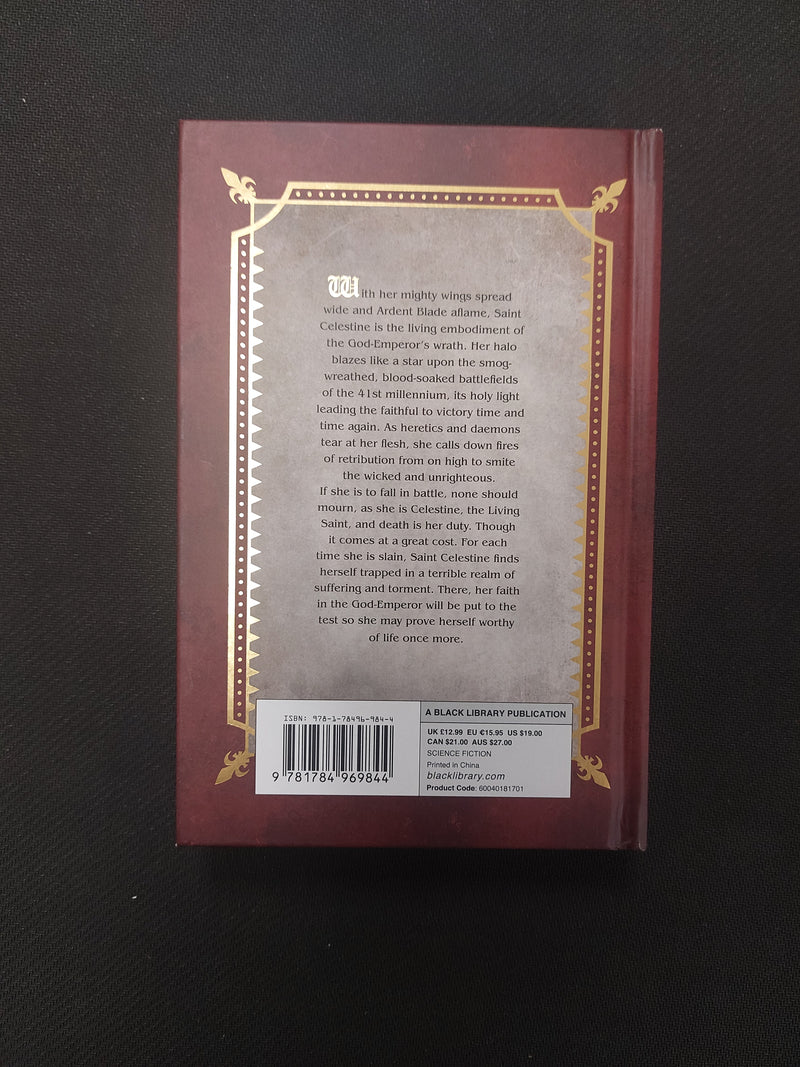 With her mighty wings spread
wide and Ardent Blade aflame, Saint
Celestine is the living embodiment of
the God-Emperor's wrath. Her halo
blazes like a star upon the smog-
wreathed, blood-soaked battlefields
of the 41st millennium, its holy light
leading the faithful to victory time and
time again. As heretics and daemons
tear at her flesh, she calls down fires
of retribution from on high to smite
the wicked and unrighteous.
If she is to fall in battle, none should
mourn, as she is Celestine, the Living
Saint, and death is her duty. Though
it comes at a great cost. For each
time she is slain, Saint Celestine finds
herself trapped in a terrible realm of
suffering and torment. There, her faith
in the God-Emperor will be put to the
test so she may prove herself worthy
of life once more.
ISBN: 978-1-78496-984-4
9 781784 969844
A BLACK LIBRARY PUBLICATION
UK £12.99 EU €15.95 US $19.00
CAN $21.00 AUS $27.00
SCIENCE FICTION
Printed in China
blacklibrary.com
Product Code: 60040181701